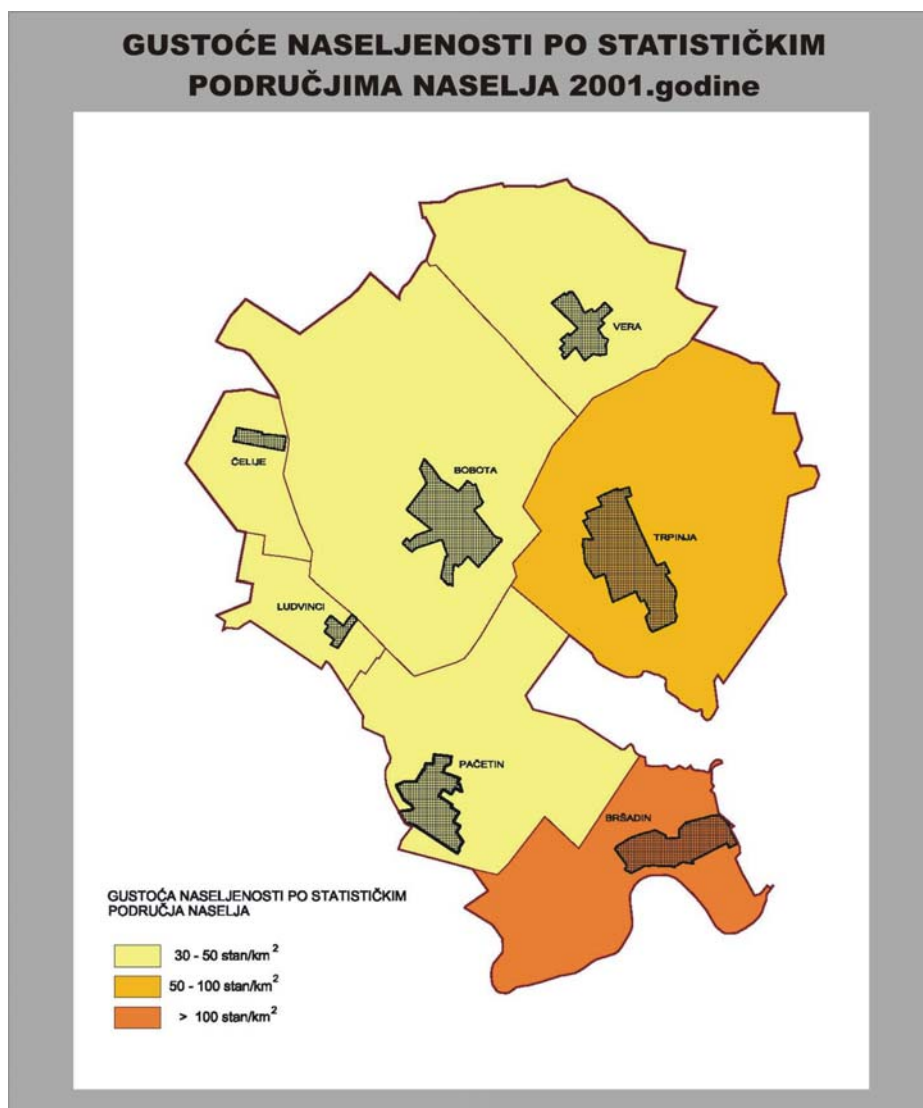 GUSTOĆE NASELJENOSTI PO STATISTIČKIM
PODRUČJIMA NASELJA 2001.godine
VERA
ČELIJE
BOBOTA
TRPINJA
LUDVINCI
PAČETIN
BRŠADIN
GUSTOĆA NASELJENOSTI PO STATISTIČKIM
PODRUČJA NASELJA
30 - 50 stan/km²
50 - 100 stan/km²
> 100 stan/km²